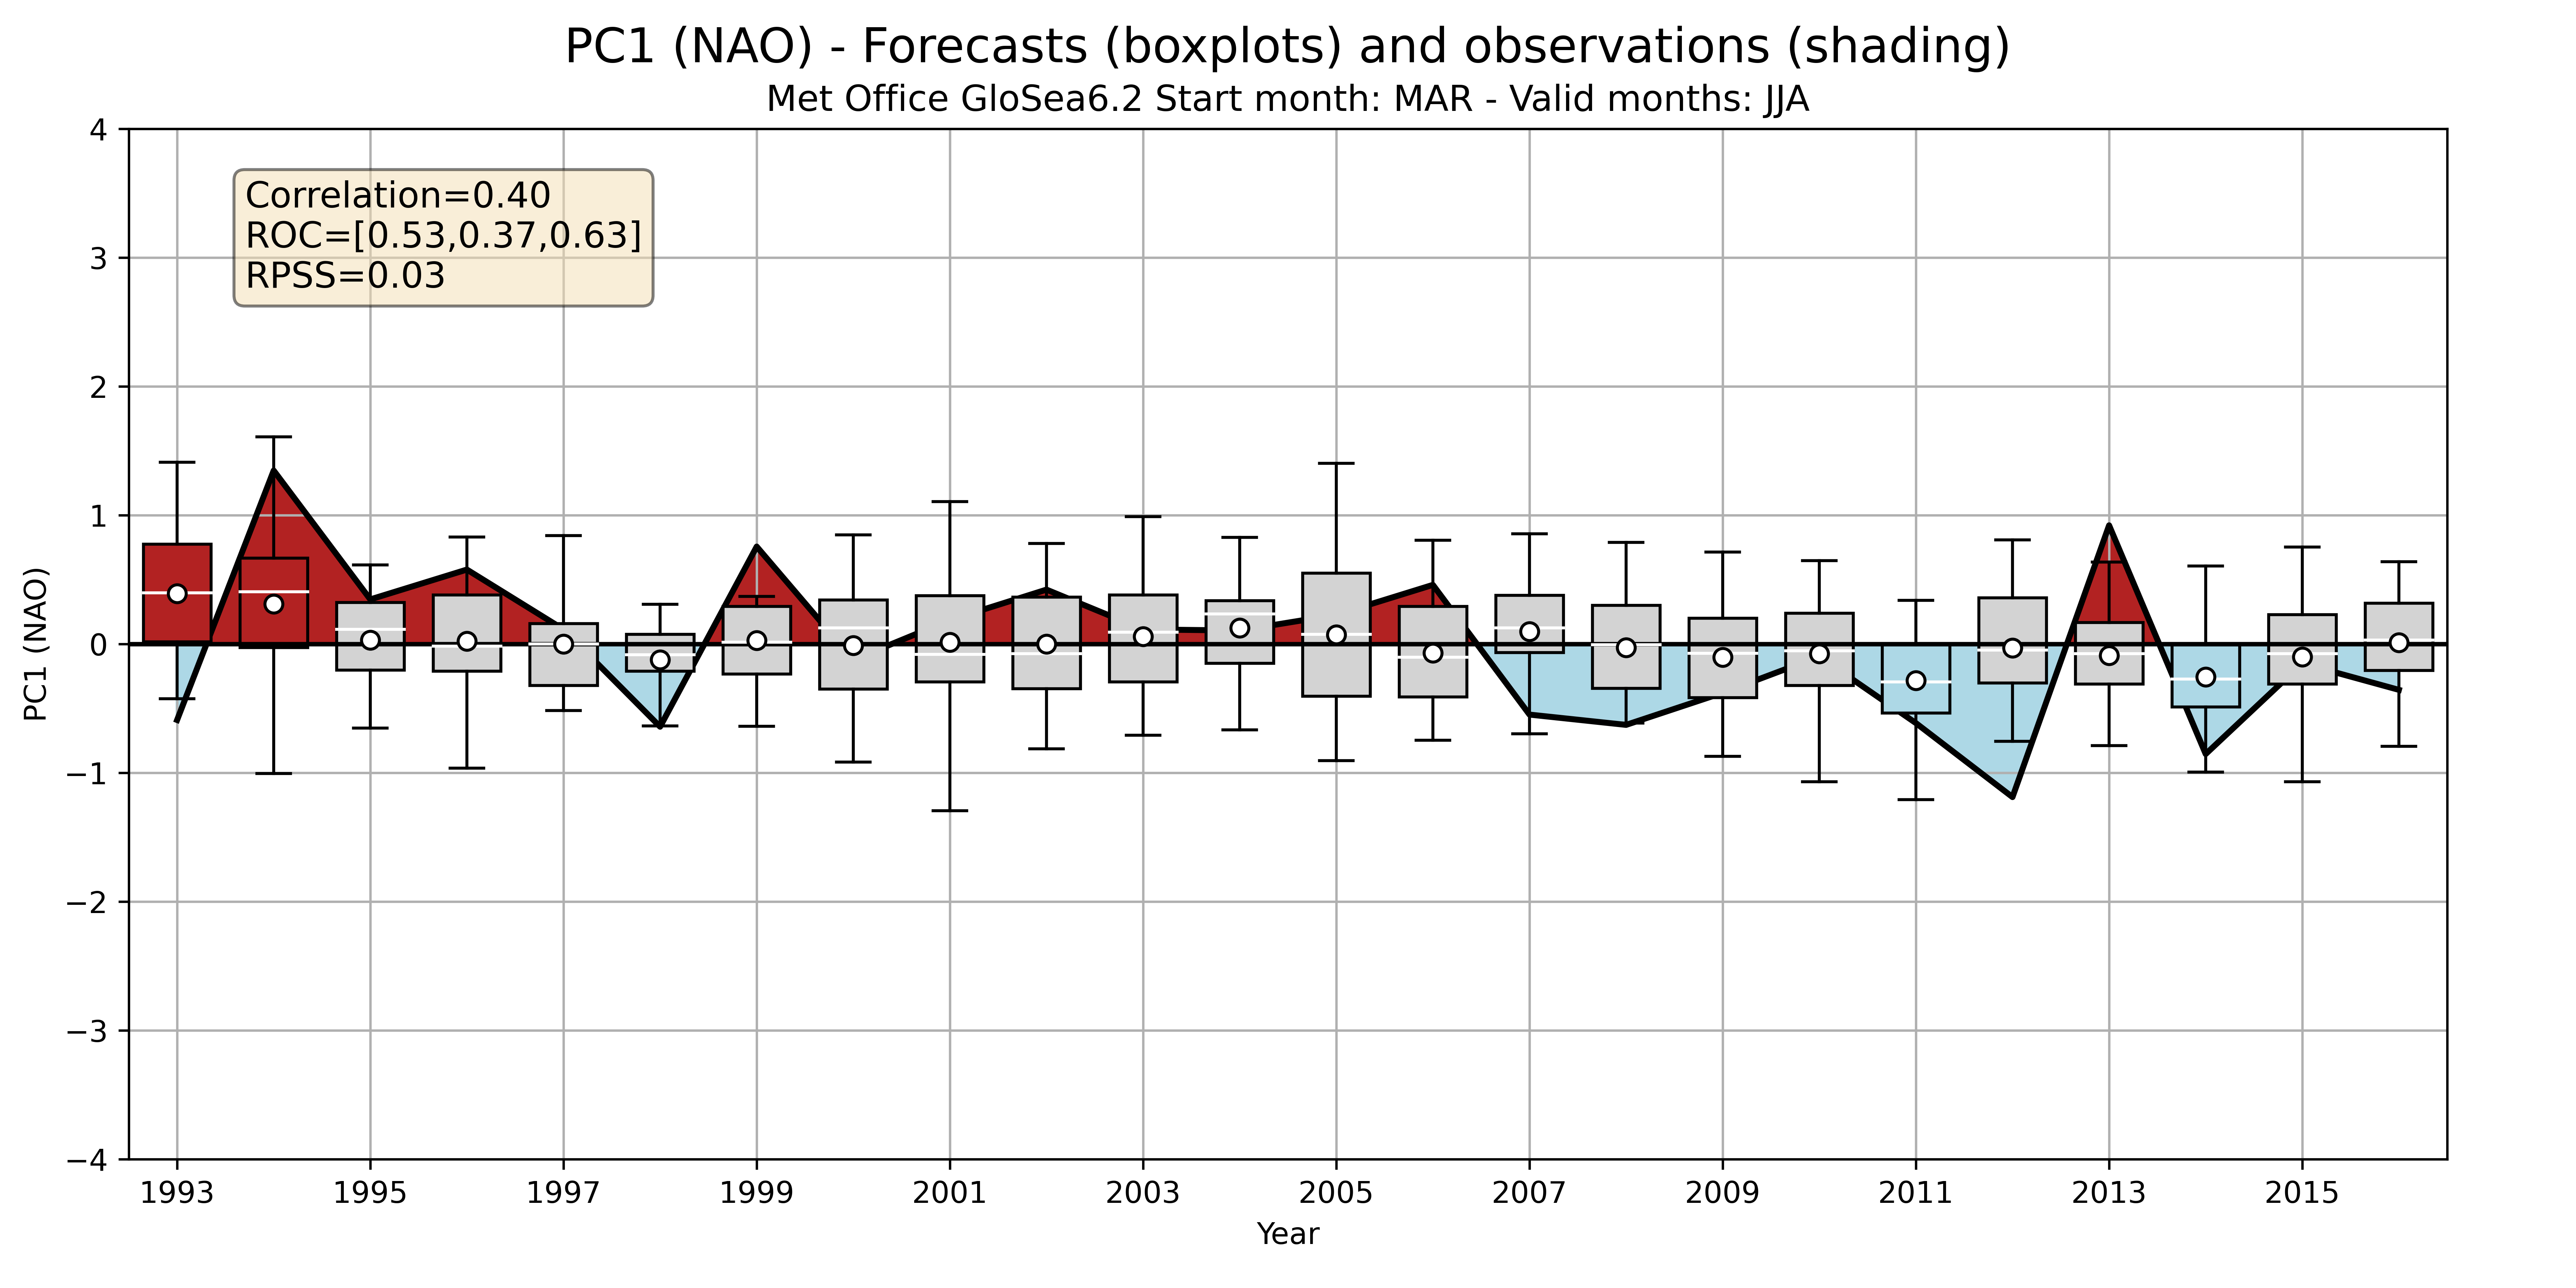 PC1 (NAO) - Forecasts (boxplots) and observations (shading)
Met Office GloSea6.2 Start month: MAR - Valid months: JJA
Correlation=0.40
ROC=[0.53,0.37,0.63]
RPSS=0.03
PC1 (NAO)
4
3
2
1
0
−1
−2
−3
−4
1993 1995 1997 1999 2001 2003 2005 2007 2009 2011 2013 2015
Year